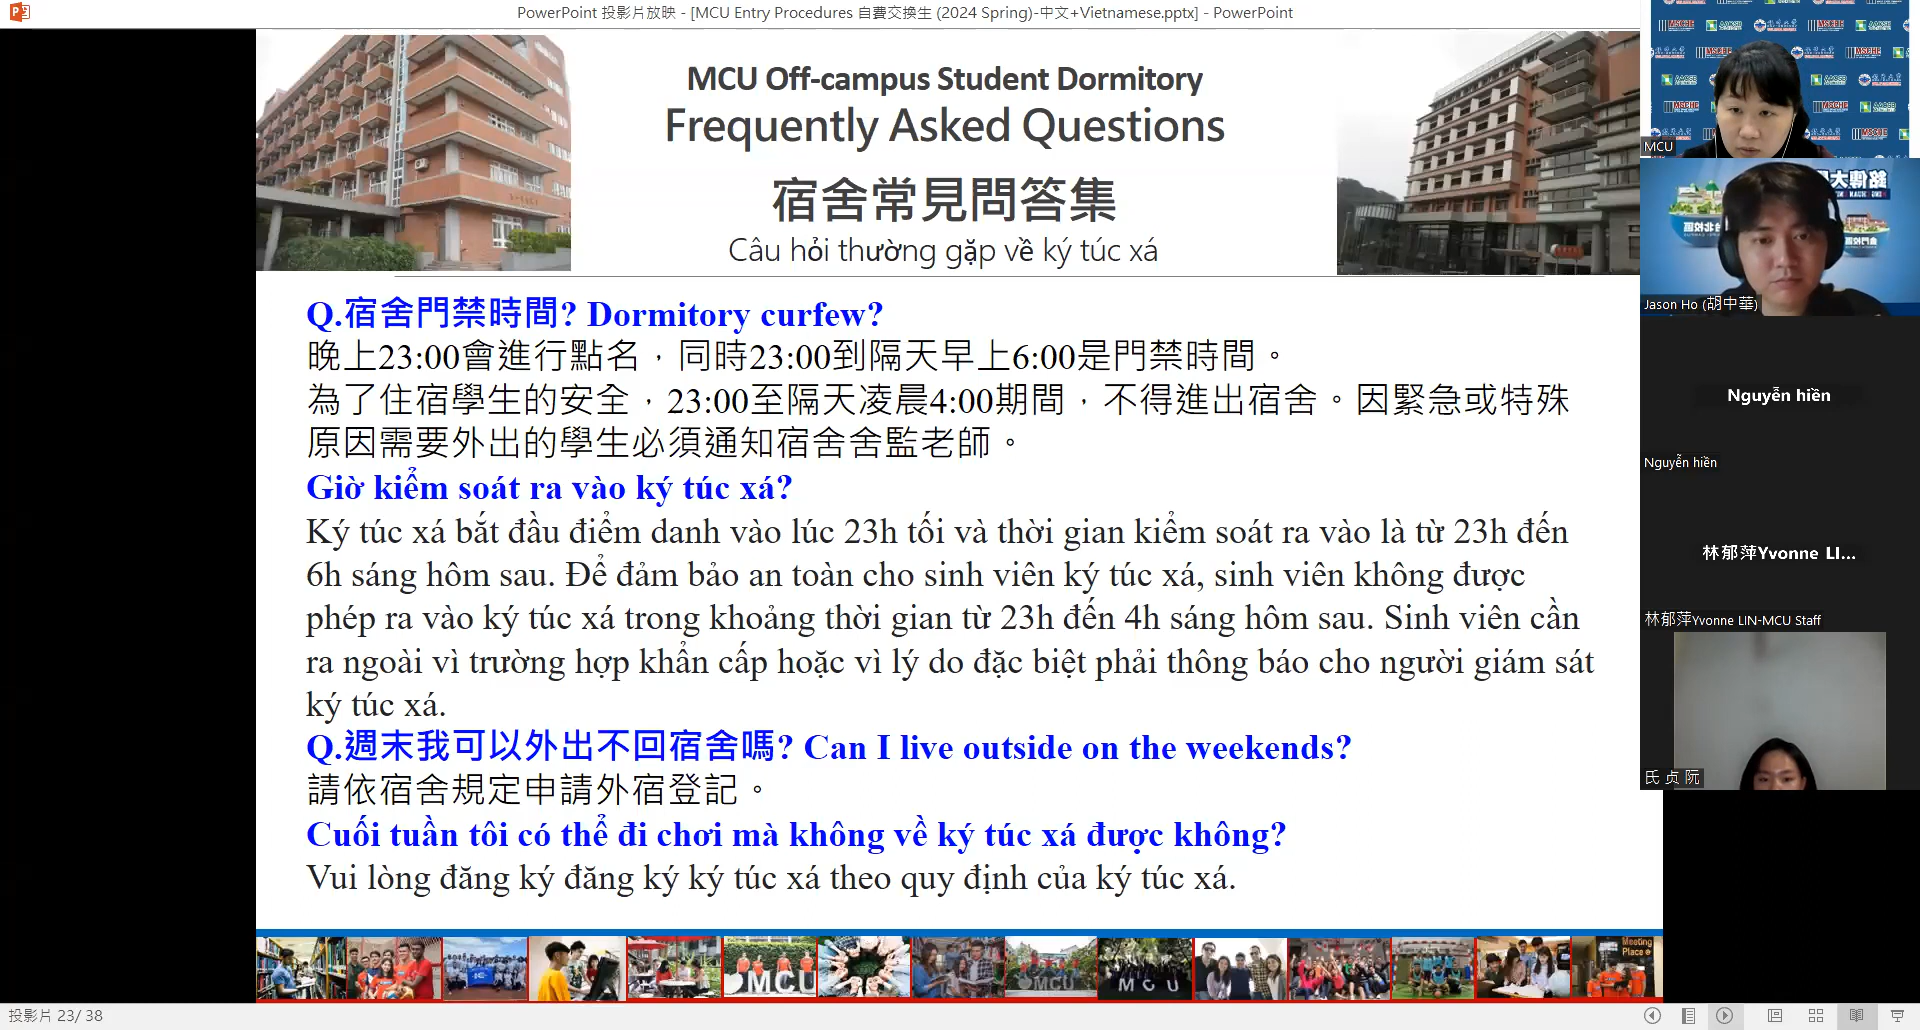 PowerPoint 投影片放映 - [MCU Entry Procedures 自費交換生 (2024 Spring)-中文+Vietnamese.pptx] - PowerPoint
MCU Off-campus Student Dormitory
Frequently Asked Questions
宿舍常見問答集
Câu hỏi thường gặp về ký túc xá
Q.宿舍門禁時間? Dormitory curfew?
晚上23:00會進行點名，同時23:00到隔天早上6:00是門禁時間。
為了住宿學生的安全，23:00至隔天凌晨4:00期間，不得進出宿舍。因緊急或特殊
原因需要外出的學生必須通知宿舍舍監老師。
Giờ kiểm soát ra vào ký túc xá?
Ký túc xá bắt đầu điểm danh vào lúc 23h tối và thời gian kiểm soát ra vào là từ 23h đến
6h sáng hôm sau. Để đảm bảo an toàn cho sinh viên ký túc xá, sinh viên không được
phép ra vào ký túc xá trong khoảng thời gian từ 23h đến 4h sáng hôm sau. Sinh viên cần
ra ngoài vì trường hợp khẩn cấp hoặc vì lý do đặc biệt phải thông báo cho người giám sát
ký túc xá.
Q.週末我可以外出不回宿舍嗎? Can I live outside on the weekends?
請依宿舍規定申請外宿登記。
Cuối tuần tôi có thể đi chơi mà không về ký túc xá được không?
Vui lòng đăng ký đăng ký ký túc xá theo quy định của ký túc xá.
MCU
Jason Ho (胡中華)
Nguyễn hiền
Nguyễn hiền
林郁萍Yvonne LI...
林郁萍Yvonne LIN-MCU Staff
氏 贞 阮
MCU
MCU
MCU
Meeting
Place
投影片 23/ 38